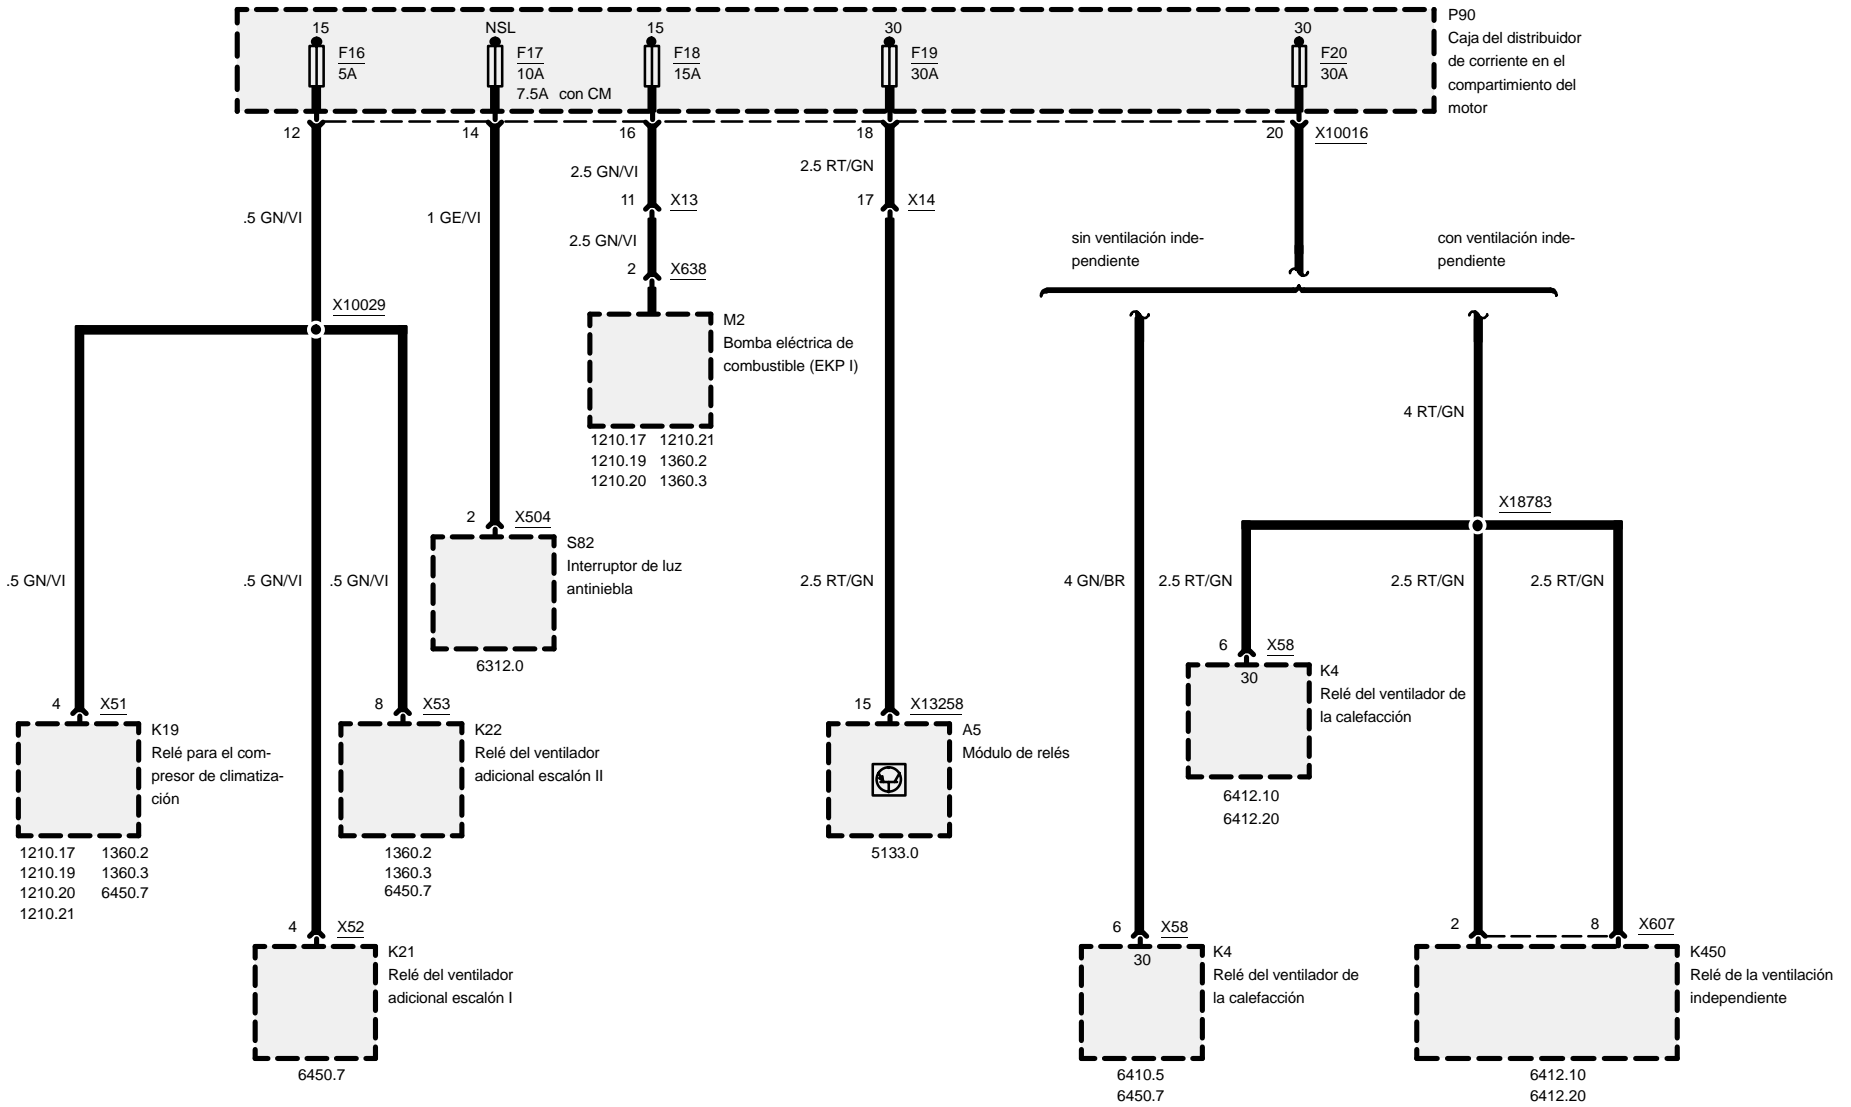 P90
Caja del distribuidor
de corriente en el
compartimiento del
motor
15
F16
5A
NSL
F17
10A
7.5A con CM
15
F18
15A
30
F19
30A
30
F20
30A
12
14
16
18
20
X10016
.5 GN/VI
1 GE/VI
2.5 GN/VI
11
X13
2.5 GN/VI
2
X638
2.5 RT/GN
17
X14
sin ventilación inde-
pendiente
con ventilación inde-
pendiente
X10029
M2
Bomba eléctrica de
combustible (EKP I)
1210.17 1210.21
1210.19 1360.2
1210.20 1360.3
4 RT/GN
X18783
2
X504
S82
Interruptor de luz
antiniebla
6312.0
.5 GN/VI
.5 GN/VI
.5 GN/VI
2.5 RT/GN
4 GN/BR
2.5 RT/GN
2.5 RT/GN
2.5 RT/GN
6
X58
30
K4
Relé del ventilador de
la calefacción
6412.10
6412.20
4
X51
K19
Relé para el com-
presor de climatiza-
ción
1210.17 1360.2
1210.19 1360.3
1210.20 6450.7
1210.21
8
X53
K22
Relé del ventilador
adicional escalón II
1360.2
1360.3
6450.7
15
X13258
A5
Módulo de relés
5133.0
4
X52
K21
Relé del ventilador
adicional escalón I
6450.7
6
X58
30
K4
Relé del ventilador de
la calefacción
6410.5
6450.7
2
8
X607
K450
Relé de la ventilación
independiente
6412.10
6412.20